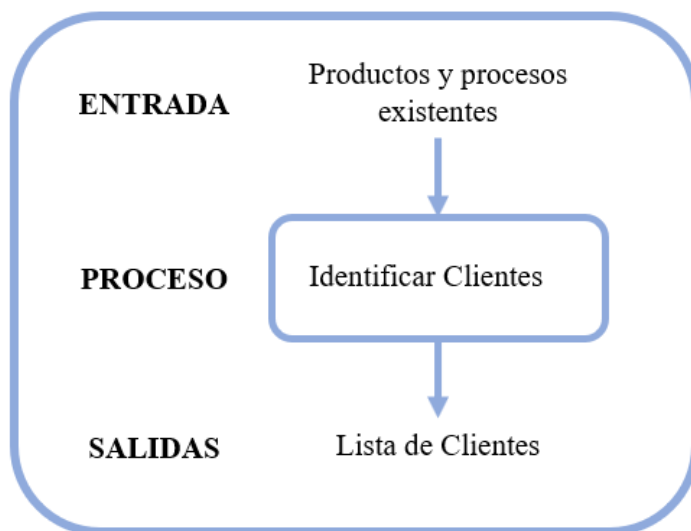 ENTRADA
Productos y procesos
existentes
PROCESO
Identificar Clientes
SALIDAS
Lista de Clientes